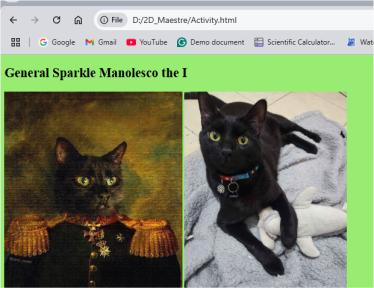 File D:/2D_Maestre/Activity.html
Google Gmail YouTube Demo document Scientific Calculator... Wat
General Sparkle Manolesco the I